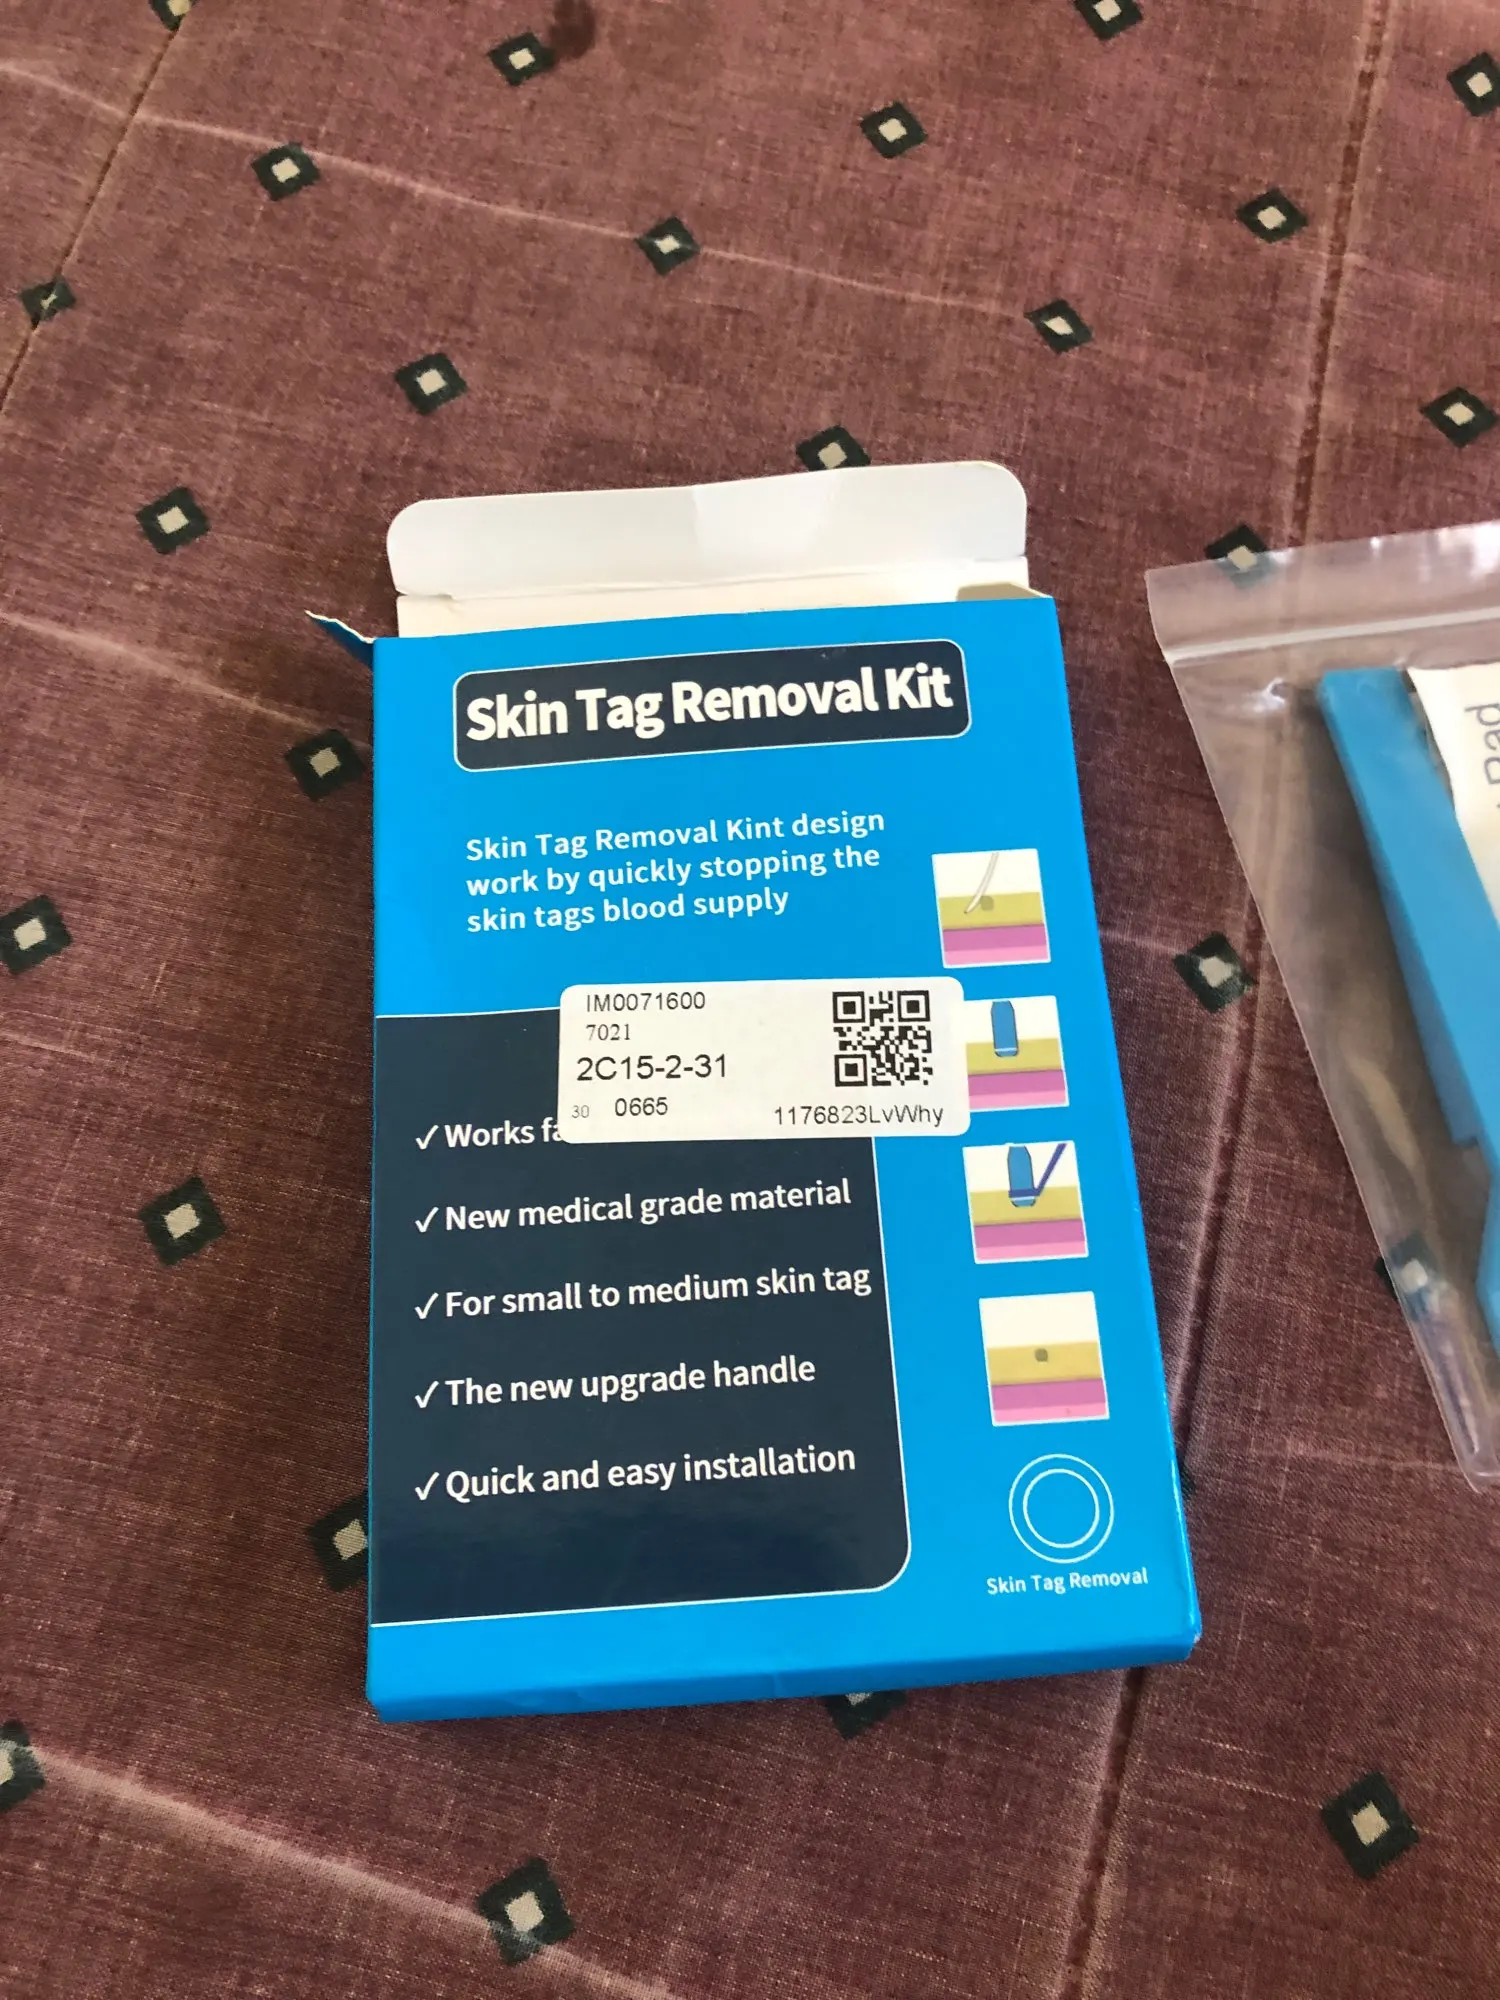 Skin Tag Removal Kit
Skin Tag Removal Kint design
work by quickly stopping the
skin tags blood supply
IM0071600
7021
2C15-2-31
30 0665
1176823LvWhy
✓ Works
✓ New medical grade material
✓ For small to medium skin tag
✓ The new upgrade handle
✓ Quick and easy installation
Skin Tag Removal
Pad